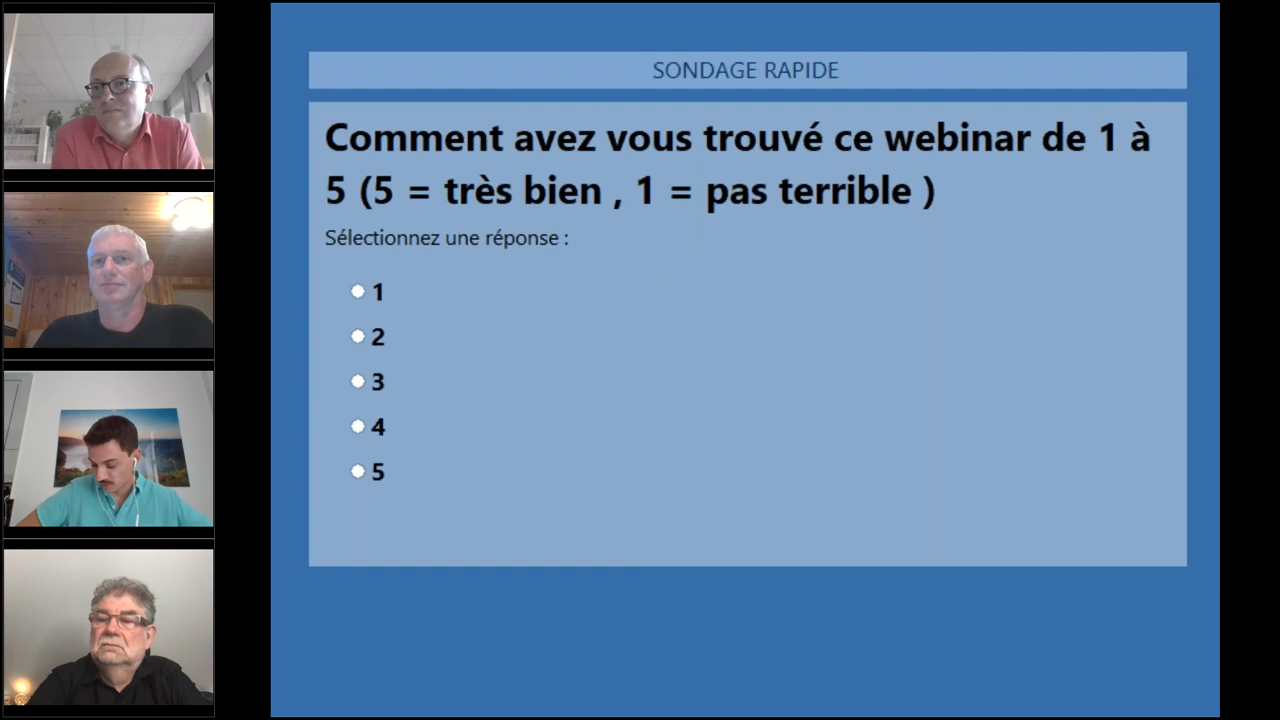 SONDAGE RAPIDE
Comment avez vous trouvé ce webinar de 1 à
5 (5 = très bien , 1 = pas terrible )
Sélectionnez une réponse :
1
2
3
4
5